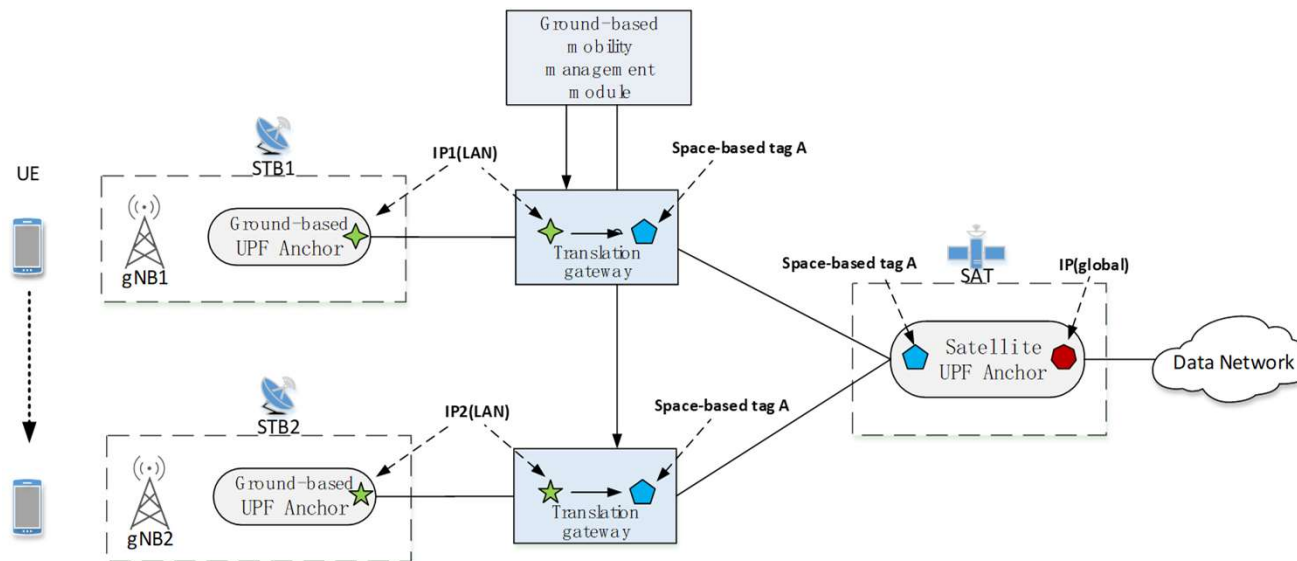 Ground-based
mobility
management
module
Space-based tag A
IP1(LAN)
STB1
UE
Ground-based
UPF Anchor
gNB1
Translation
gateway
Space-based tag A
IP(global)
SAT
Satellite
UPF Anchor
Data Network
STB2
IP2(LAN)
Space-based tag A
Ground-based
UPF Anchor
gNB2
Translation
gateway